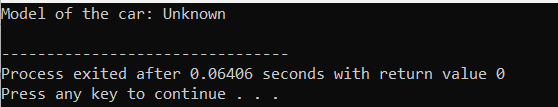 Model of the car: Unknown
--------------------------------
Process exited after 0.06406 seconds with return value 0
Press any key to continue . . .